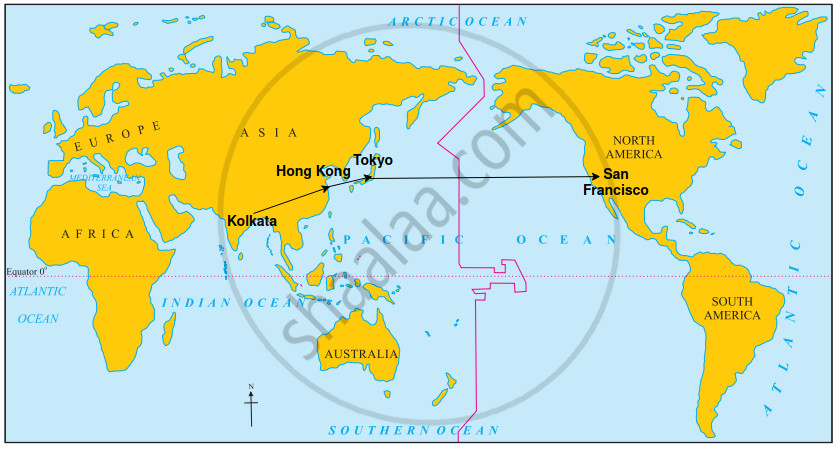 ARCTIC OCEAN
EUROPE
ASIA
NORTH
AMERICA
Tokyo
Hong Kong
MEDITERRANEAN
SEA
San
Francisco
Kolkata
AFRICA
PACIFIC OCEAN
ATLANTIC OCEAN
Equator 0°
ATLANTIC
OCEAN
INDIAN OCEAN
SOUTH
AMERICA
AUSTRALIA
N
SOUTHERN OCEAN
shaalaa.com